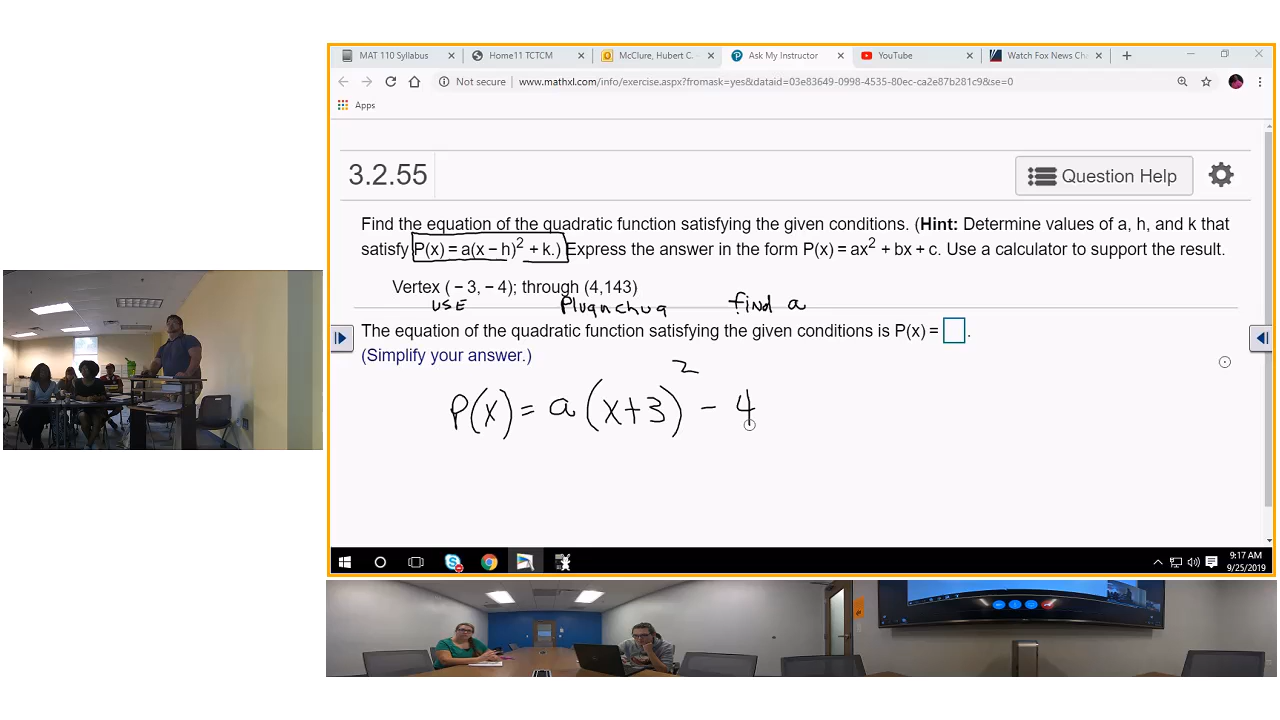 MAT 110 Syllabus
Home11 TCTCM
McClure, Hubert C. -
Ask My Instructor
YouTube
Watch Fox News Cha
Not secure | www.mathxl.com/info/exercise.aspx?fromask=yes&dataid=03e83649-0998-4535-80ec-ca2e87b281c9&se=0
Apps
3.2.55
Question Help
Find the equation of the quadratic function satisfying the given conditions. (Hint: Determine values of a, h, and k that
satisfy P(x) = a(x − h)² + k.) Express the answer in the form P(x) = ax² + bx + c. Use a calculator to support the result.
Vertex (− 3, − 4); through (4,143)
USE Plugnchug find a
The equation of the quadratic function satisfying the given conditions is P(x) = .
(Simplify your answer.)
P(x) = a(x+3)² − 4
9:17 AM
9/25/2019